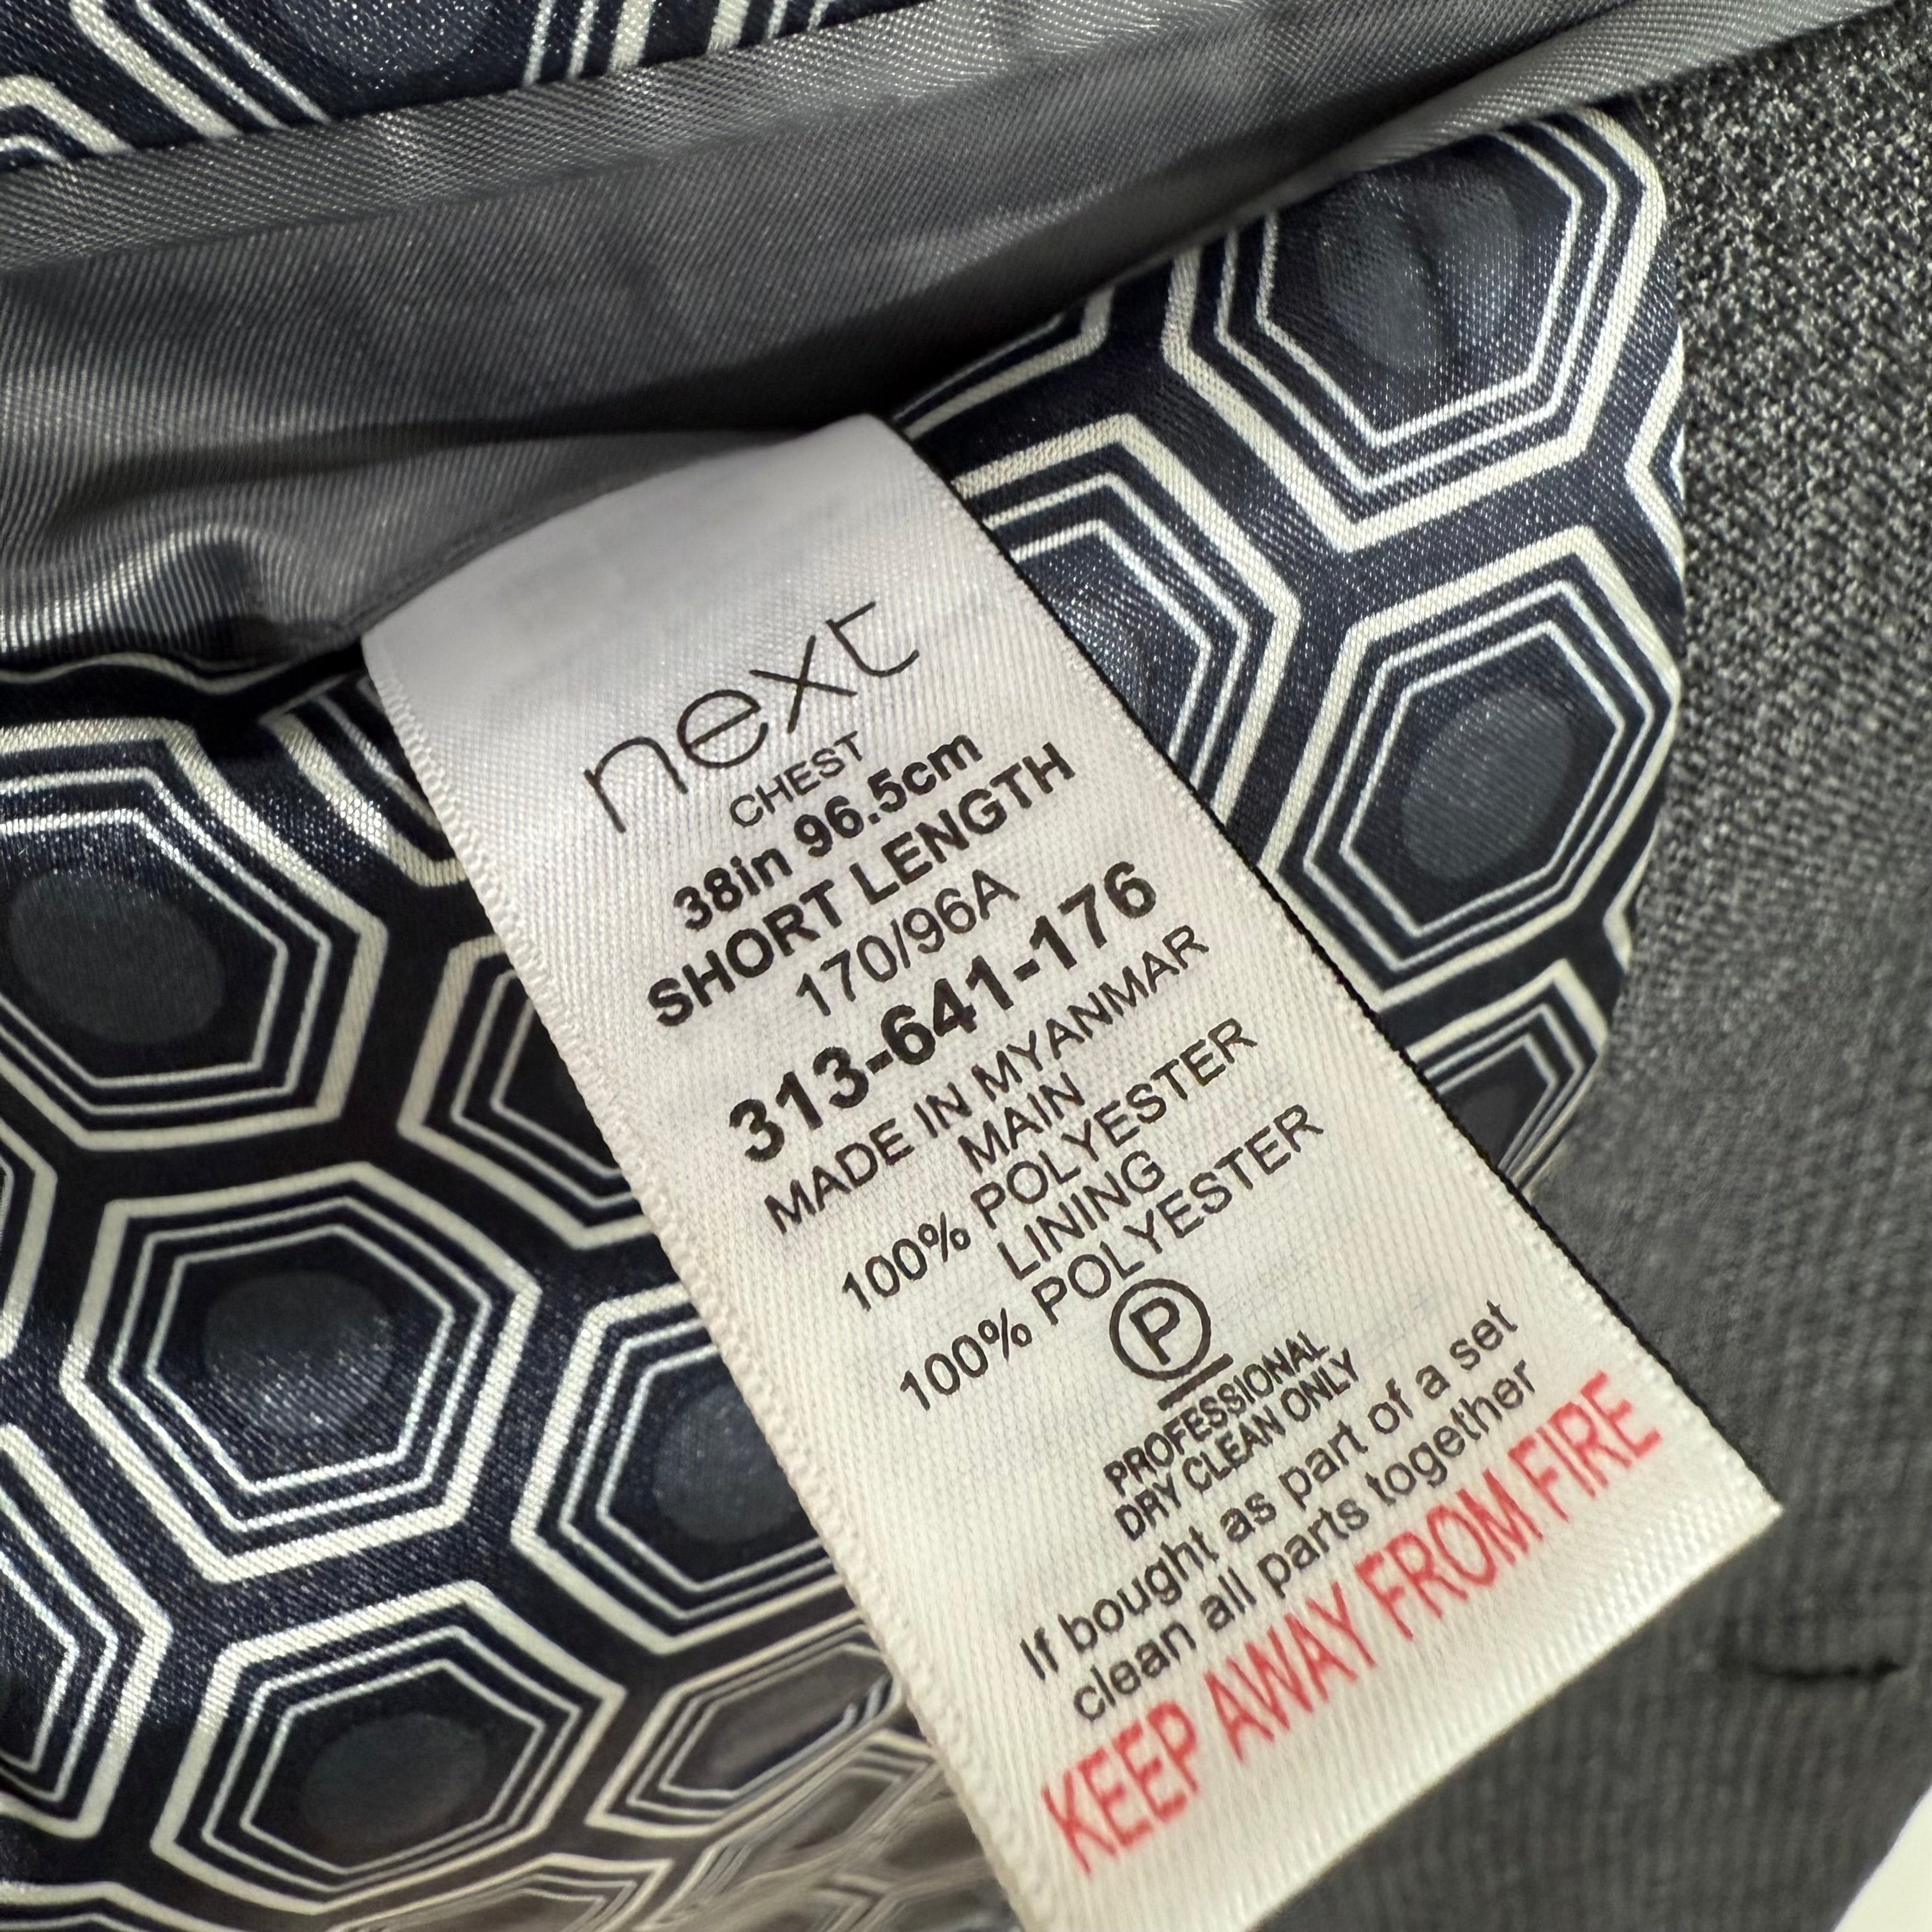 next
CHEST
38in 96.5cm
SHORT LENGTH
170/96A
313-641-176
MADE IN MYANMAR
MAIN
100% POLYESTER
LINING
100% POLYESTER
P
PROFESSIONAL
DRY CLEAN ONLY
If bought as part of a set
clean all parts together
KEEP AWAY FROM FIRE